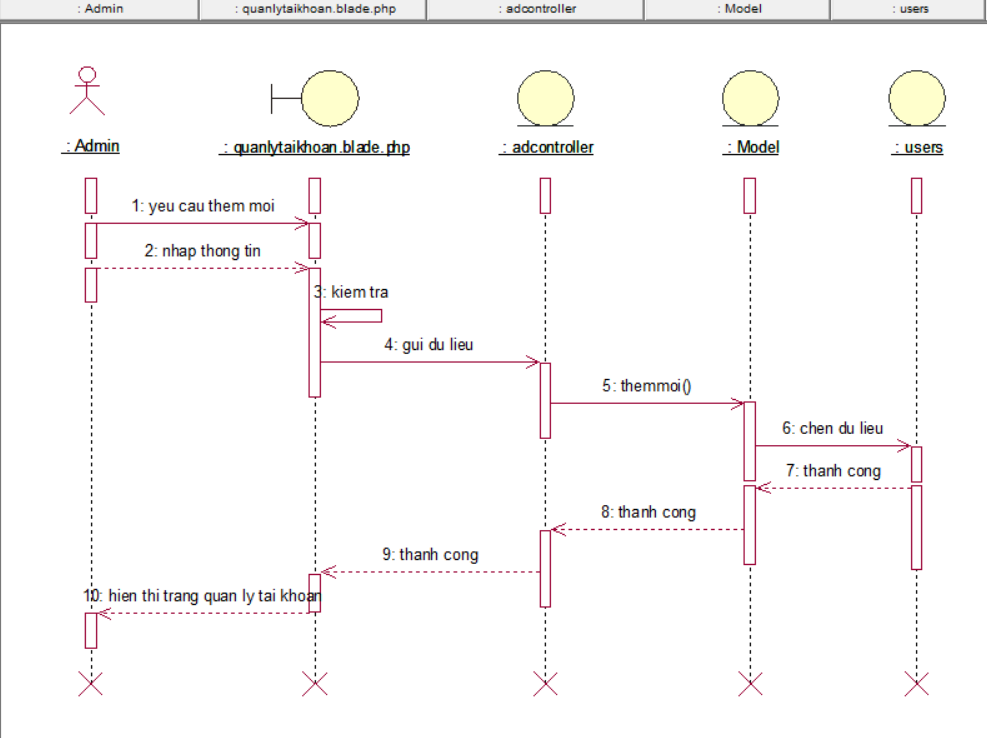 : Admin
: quanlytaikhoan.blade.php
: adcontroller
: Model
: users
: Admin
: quanlytaikhoan.blade.php
: adcontroller
: Model
: users
1: yeu cau them moi
2: nhap thong tin
3: kiem tra
4: gui du lieu
5: themmoi()
6: chen du lieu
7: thanh cong
8: thanh cong
9: thanh cong
10: hien thi trang quan ly tai khoan